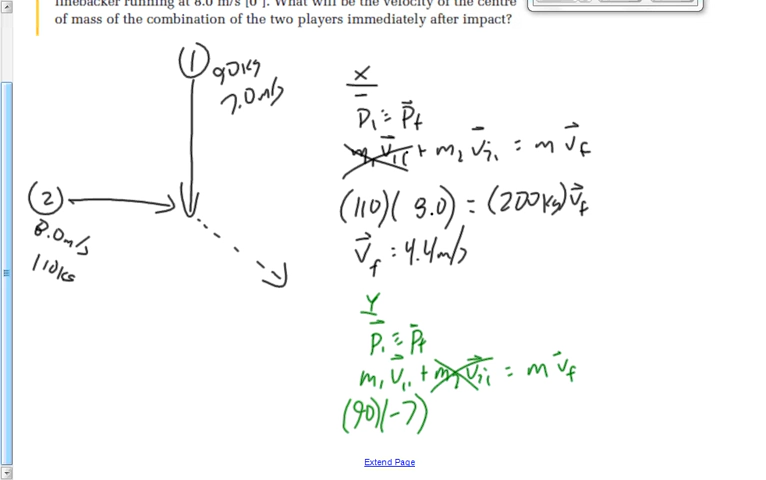 linebacker running at 8.0 m/s [0°]. What will be the velocity of the centre
of mass of the combination of the two players immediately after impact?
① 90kg
7.0m/s
② 
8.0m/s
110kg
X
P⃗i = P⃗f
m₁v⃗₁i + m₂v⃗₂i = m v⃗f
(110)(8.0) = (200kg)v⃗f
v⃗f = 4.4m/s
Y
P⃗i = P⃗f
m₁v⃗₁i + m₂v⃗₂i = m v⃗f
(90)(-7)
Extend Page